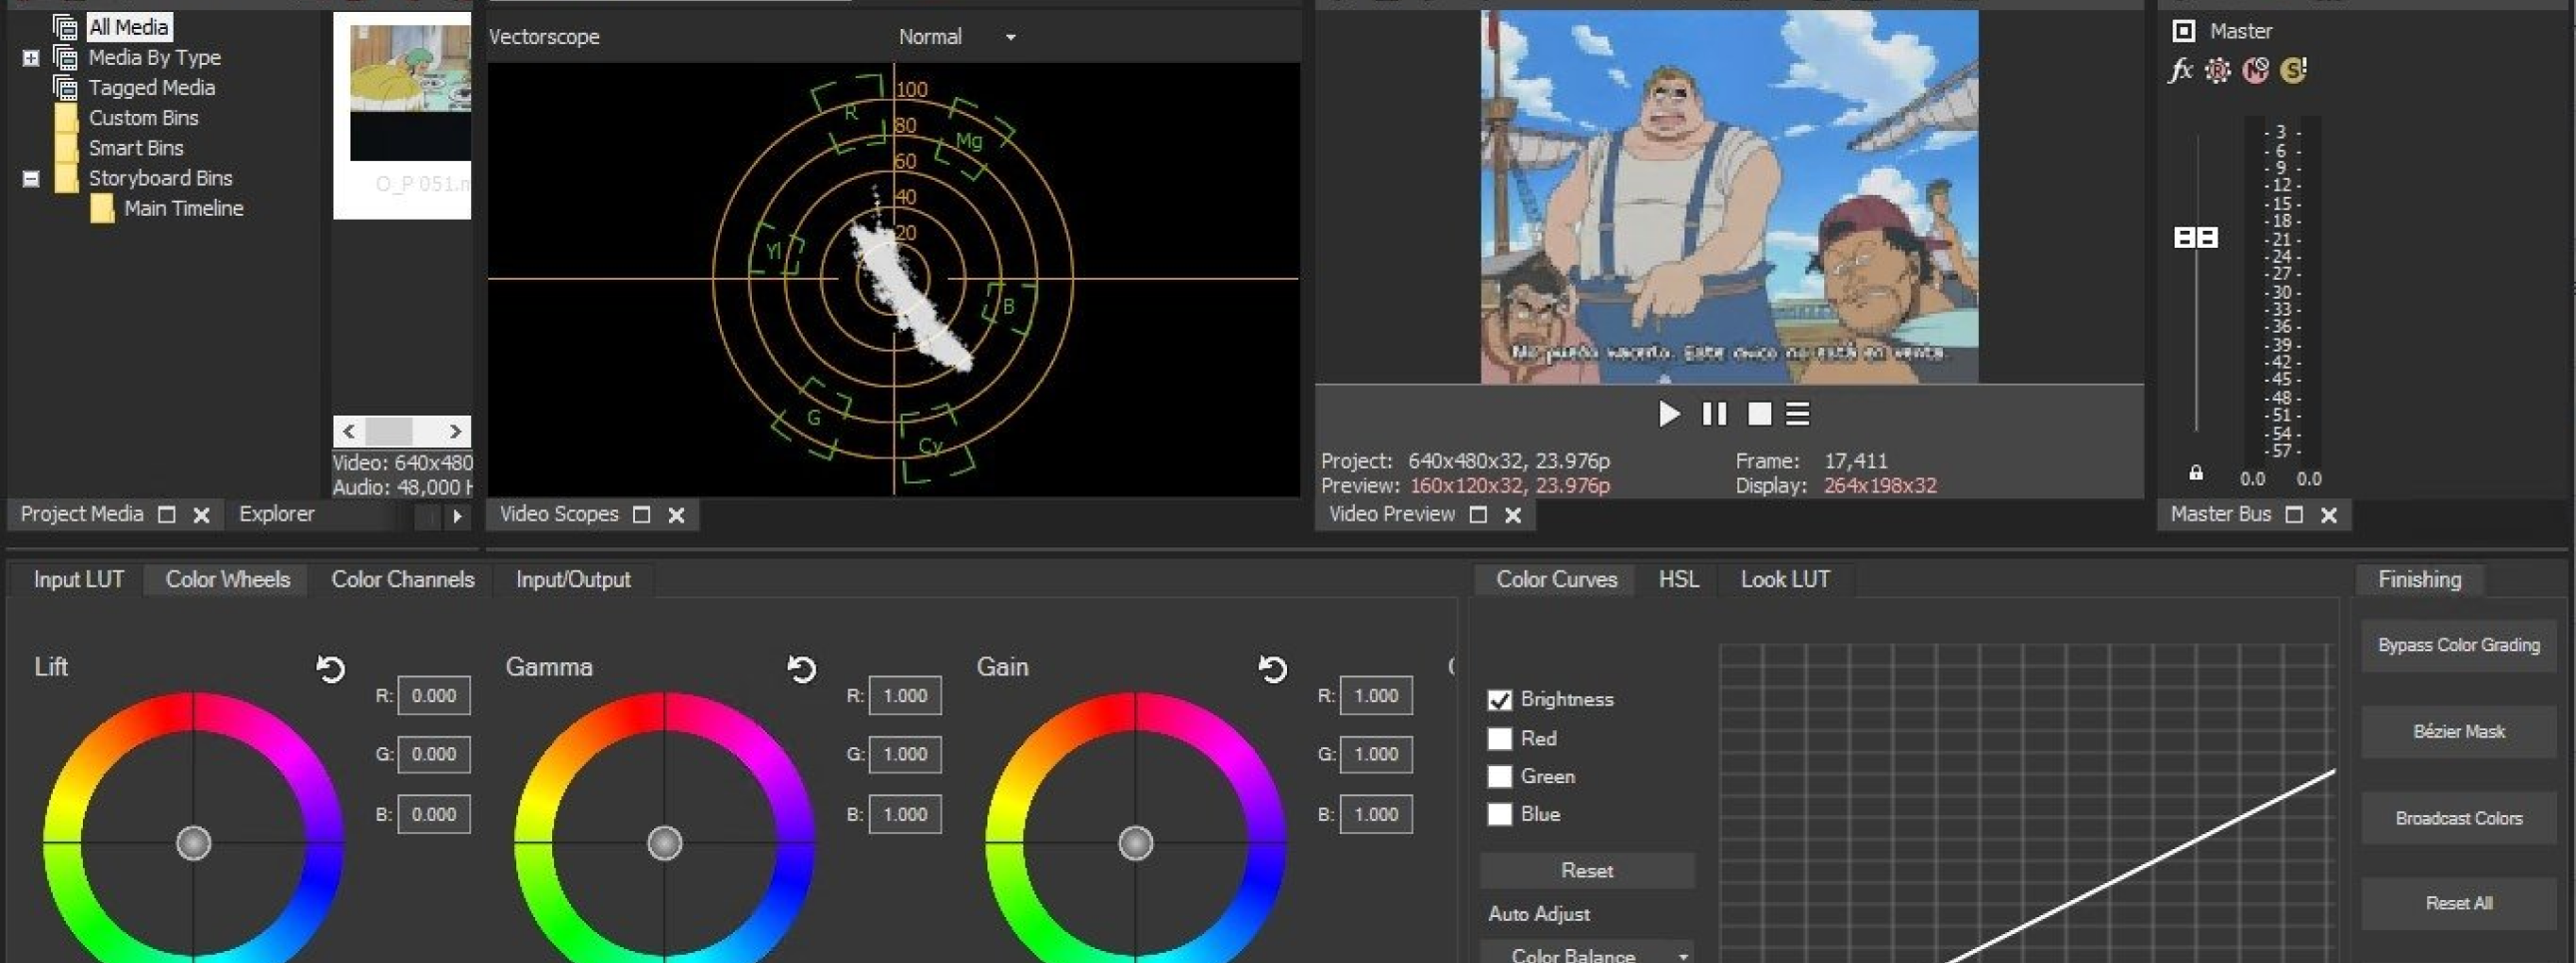 All Media
Media By Type
Tagged Media
Custom Bins
Smart Bins
Storyboard Bins
Main Timeline
O_P 051.m
Video: 640x480
Audio: 48,000 H
Project Media
Explorer
Vectorscope
Normal
100
80
60
40
20
R
Mg
Yl
B
G
Cy
Video Scopes
No puedo hacerlo. Este chico no está en venta.
Project: 640x480x32, 23.976p
Frame: 17,411
Preview: 160x120x32, 23.976p
Display: 264x198x32
Video Preview
Master
fx
- 3 -
- 6 -
- 9 -
- 12 -
- 15 -
- 18 -
- 21 -
- 24 -
- 27 -
- 30 -
- 33 -
- 36 -
- 39 -
- 42 -
- 45 -
- 48 -
- 51 -
- 54 -
- 57 -
0.0 0.0
Master Bus
Input LUT
Color Wheels
Color Channels
Input/Output
Lift
R: 0.000
G: 0.000
B: 0.000
Gamma
R: 1.000
G: 1.000
B: 1.000
Gain
R: 1.000
G: 1.000
B: 1.000
Color Curves
HSL
Look LUT
Brightness
Red
Green
Blue
Reset
Auto Adjust
Color Balance
Finishing
Bypass Color Grading
Bézier Mask
Broadcast Colors
Reset All